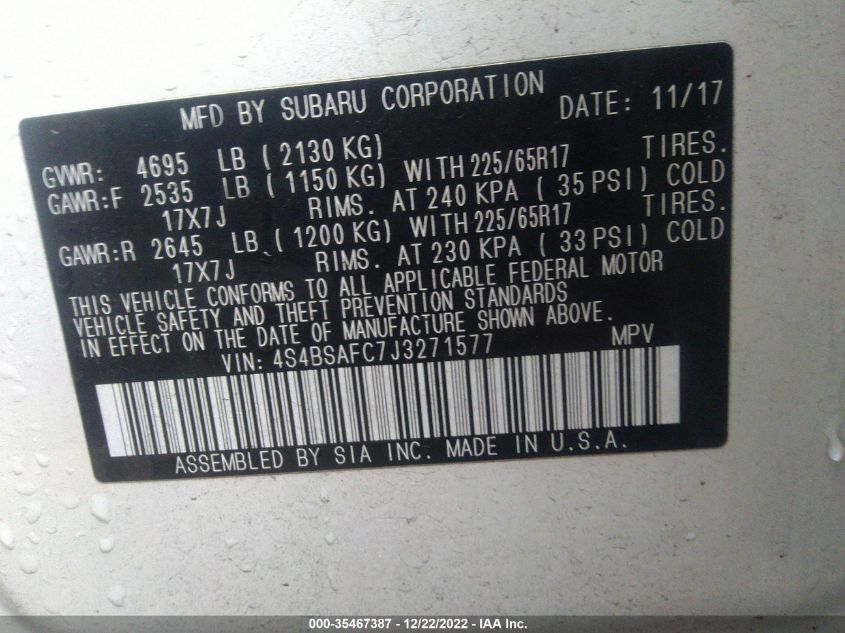 MFD BY SUBARU CORPORATION DATE: 11/17
GVWR: 4695 LB ( 2130 KG)
GAWR:F 2535 LB ( 1150 KG) WITH 225/65R17 TIRES.
17X7J RIMS. AT 240 KPA ( 35 PSI) COLD
GAWR:R 2645 LB ( 1200 KG) WITH 225/65R17 TIRES.
17X7J RIMS. AT 230 KPA ( 33 PSI) COLD
THIS VEHICLE CONFORMS TO ALL APPLICABLE FEDERAL MOTOR
VEHICLE SAFETY AND THEFT PREVENTION STANDARDS
IN EFFECT ON THE DATE OF MANUFACTURE SHOWN ABOVE.
VIN: 4S4BSAFC7J3271577 MPV
ASSEMBLED BY SIA INC. MADE IN U.S.A.
000-35467387 - 12/22/2022 - IAA Inc.